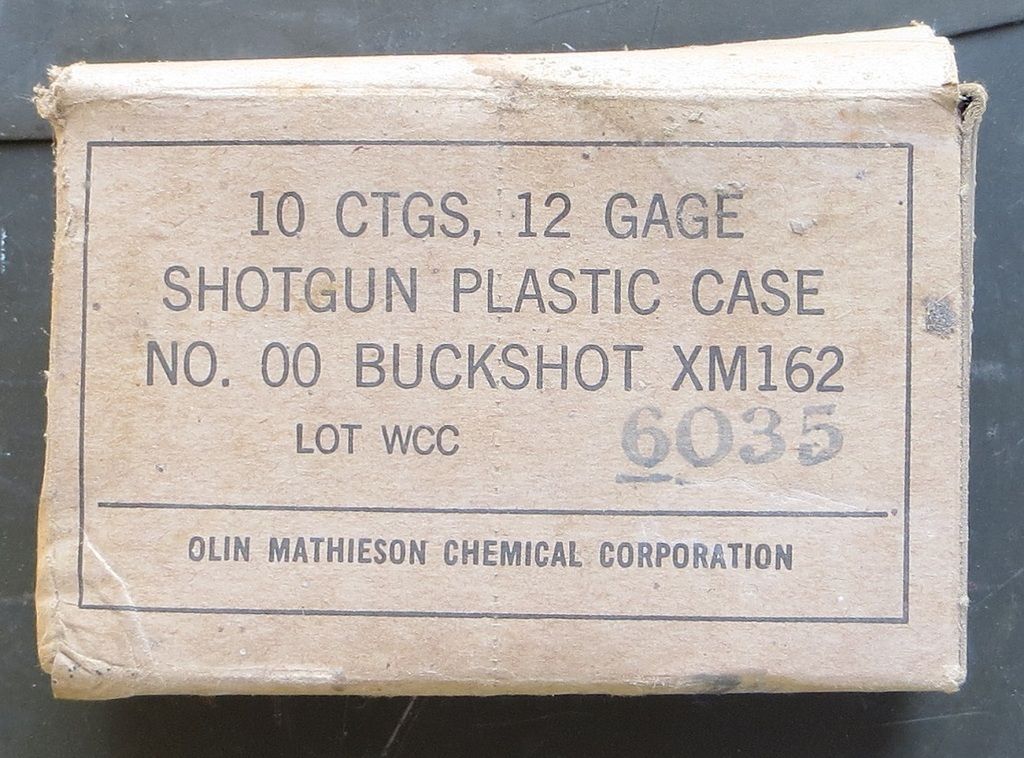 10 CTGS, 12 GAGE
SHOTGUN PLASTIC CASE
NO. 00 BUCKSHOT XM162
LOT WCC 6035
OLIN MATHIESON CHEMICAL CORPORATION